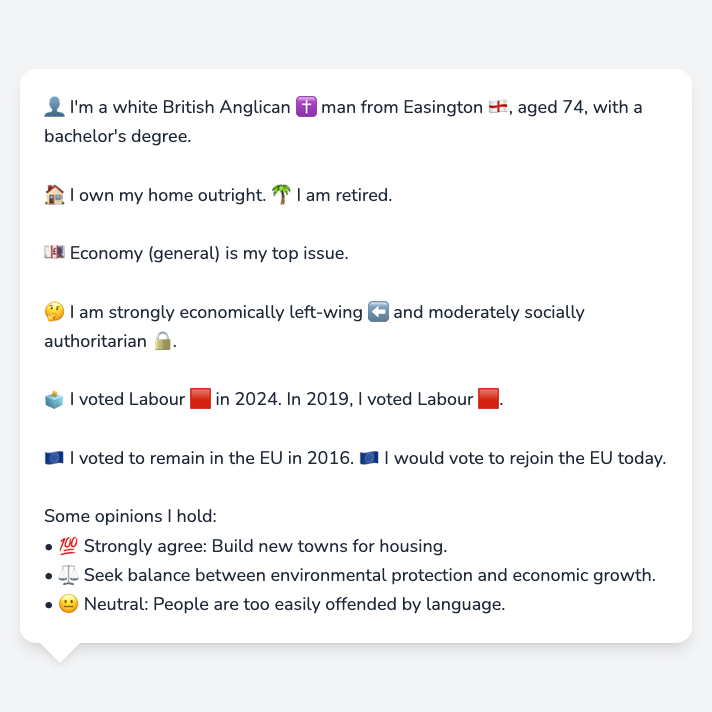 👤 I'm a white British Anglican ✝️ man from Easington 🏴󠁧󠁢󠁥󠁮󠁧󠁿, aged 74, with a
bachelor's degree.
🏠 I own my home outright. 🌴 I am retired.
💷 Economy (general) is my top issue.
🤔 I am strongly economically left-wing ⬅️ and moderately socially
authoritarian 🔒.
🗳️ I voted Labour 🟥 in 2024. In 2019, I voted Labour 🟥.
🇪🇺 I voted to remain in the EU in 2016. 🇪🇺 I would vote to rejoin the EU today.
Some opinions I hold:
• 💯 Strongly agree: Build new towns for housing.
• ⚖️ Seek balance between environmental protection and economic growth.
• 😐 Neutral: People are too easily offended by language.